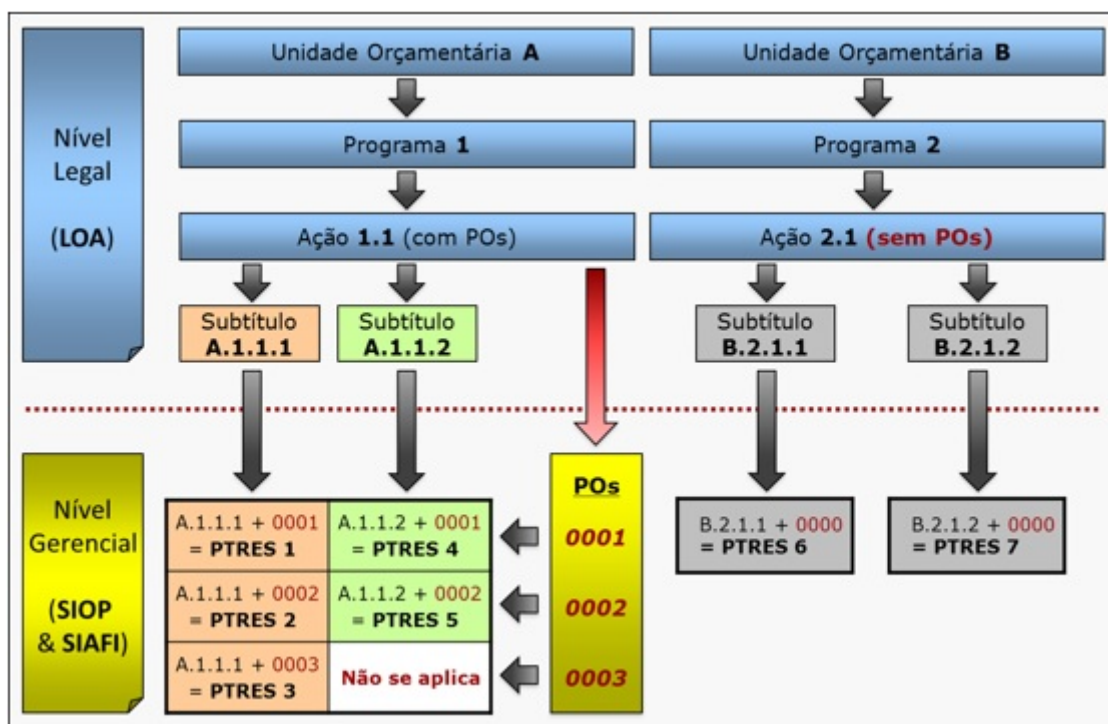 Nível
Legal
(LOA)
Unidade Orçamentária A
Unidade Orçamentária B
Programa 1
Programa 2
Ação 1.1 (com POs)
Ação 2.1 (sem POs)
Subtítulo
A.1.1.1
Subtítulo
A.1.1.2
Subtítulo
B.2.1.1
Subtítulo
B.2.1.2
Nível
Gerencial
(SIOP
& SIAFI)
A.1.1.1 + 0001
= PTRES 1
A.1.1.2 + 0001
= PTRES 4
A.1.1.1 + 0002
= PTRES 2
A.1.1.2 + 0002
= PTRES 5
A.1.1.1 + 0003
= PTRES 3
Não se aplica
POs
0001
0002
0003
B.2.1.1 + 0000
= PTRES 6
B.2.1.2 + 0000
= PTRES 7